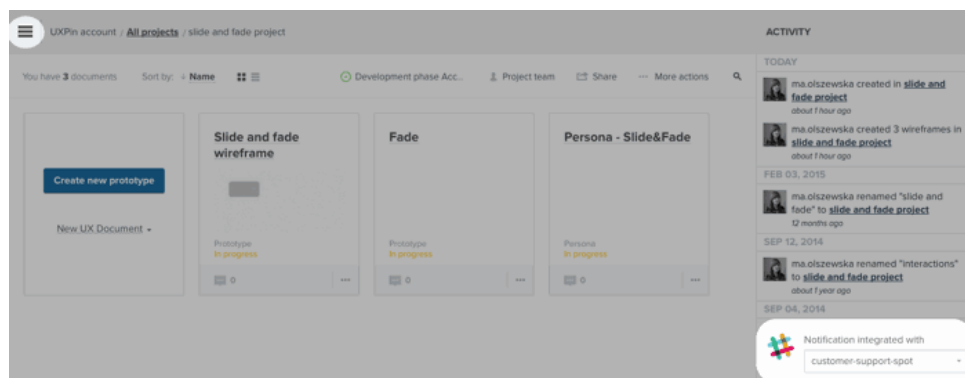 UXPin account / All projects / slide and fade project
You have 3 documents Sort by: ↓ Name Development phase Acc... Project team Share ... More actions
Create new prototype
New UX Document
Slide and fade
wireframe
Prototype
In progress
0 ...
Fade
Prototype
In progress
0 ...
Persona - Slide&Fade
Persona
In progress
0 ...
ACTIVITY
TODAY
ma.olszewska created in slide and
fade project
about 1 hour ago
ma.olszewska created 3 wireframes in
slide and fade project
about 1 hour ago
FEB 03, 2015
ma.olszewska renamed "slide and
fade" to slide and fade project
12 months ago
SEP 12, 2014
ma.olszewska renamed "interactions"
to slide and fade project
about 1 year ago
SEP 04, 2014
Notification integrated with
customer-support-spot